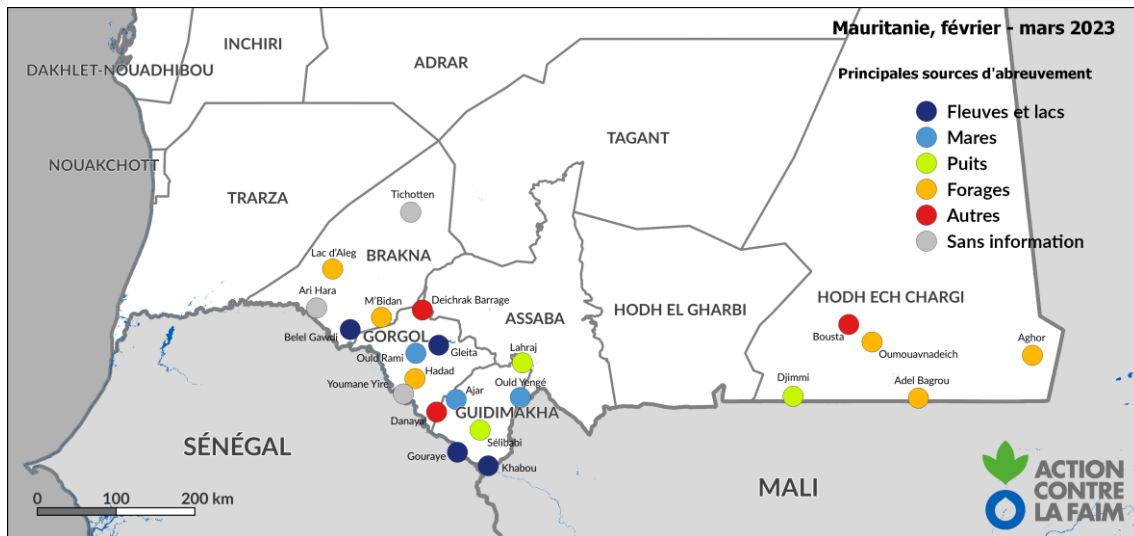 Mauritanie, février - mars 2023
Principales sources d'abreuvement
Fleuves et lacs
Mares
Puits
Forages
Autres
Sans information
INCHIRI
DAKHLET-NOUADHIBOU
ADRAR
TAGANT
NOUAKCHOTT
TRARZA
Tichotten
BRAKNA
Lac d'Aleg
Ari Hara
M'Bidan
Deichrak Barrage
HODH EL GHARBI
HODH ECH CHARGI
ASSABA
Belel Gawdi
GORGOL
Gleita
Ould Rami
Lahraj
Bousta
Oumouavnadeich
Aghor
Hadad
Youmane Yire
Ajar
Ould Yengé
Djimmi
Adel Bagrou
Danayal
GUIDIMAKHA
Sélibabi
Gouraye
Khabou
SÉNÉGAL
MALI
0 100 200 km
ACTION
CONTRE
LA FAIM